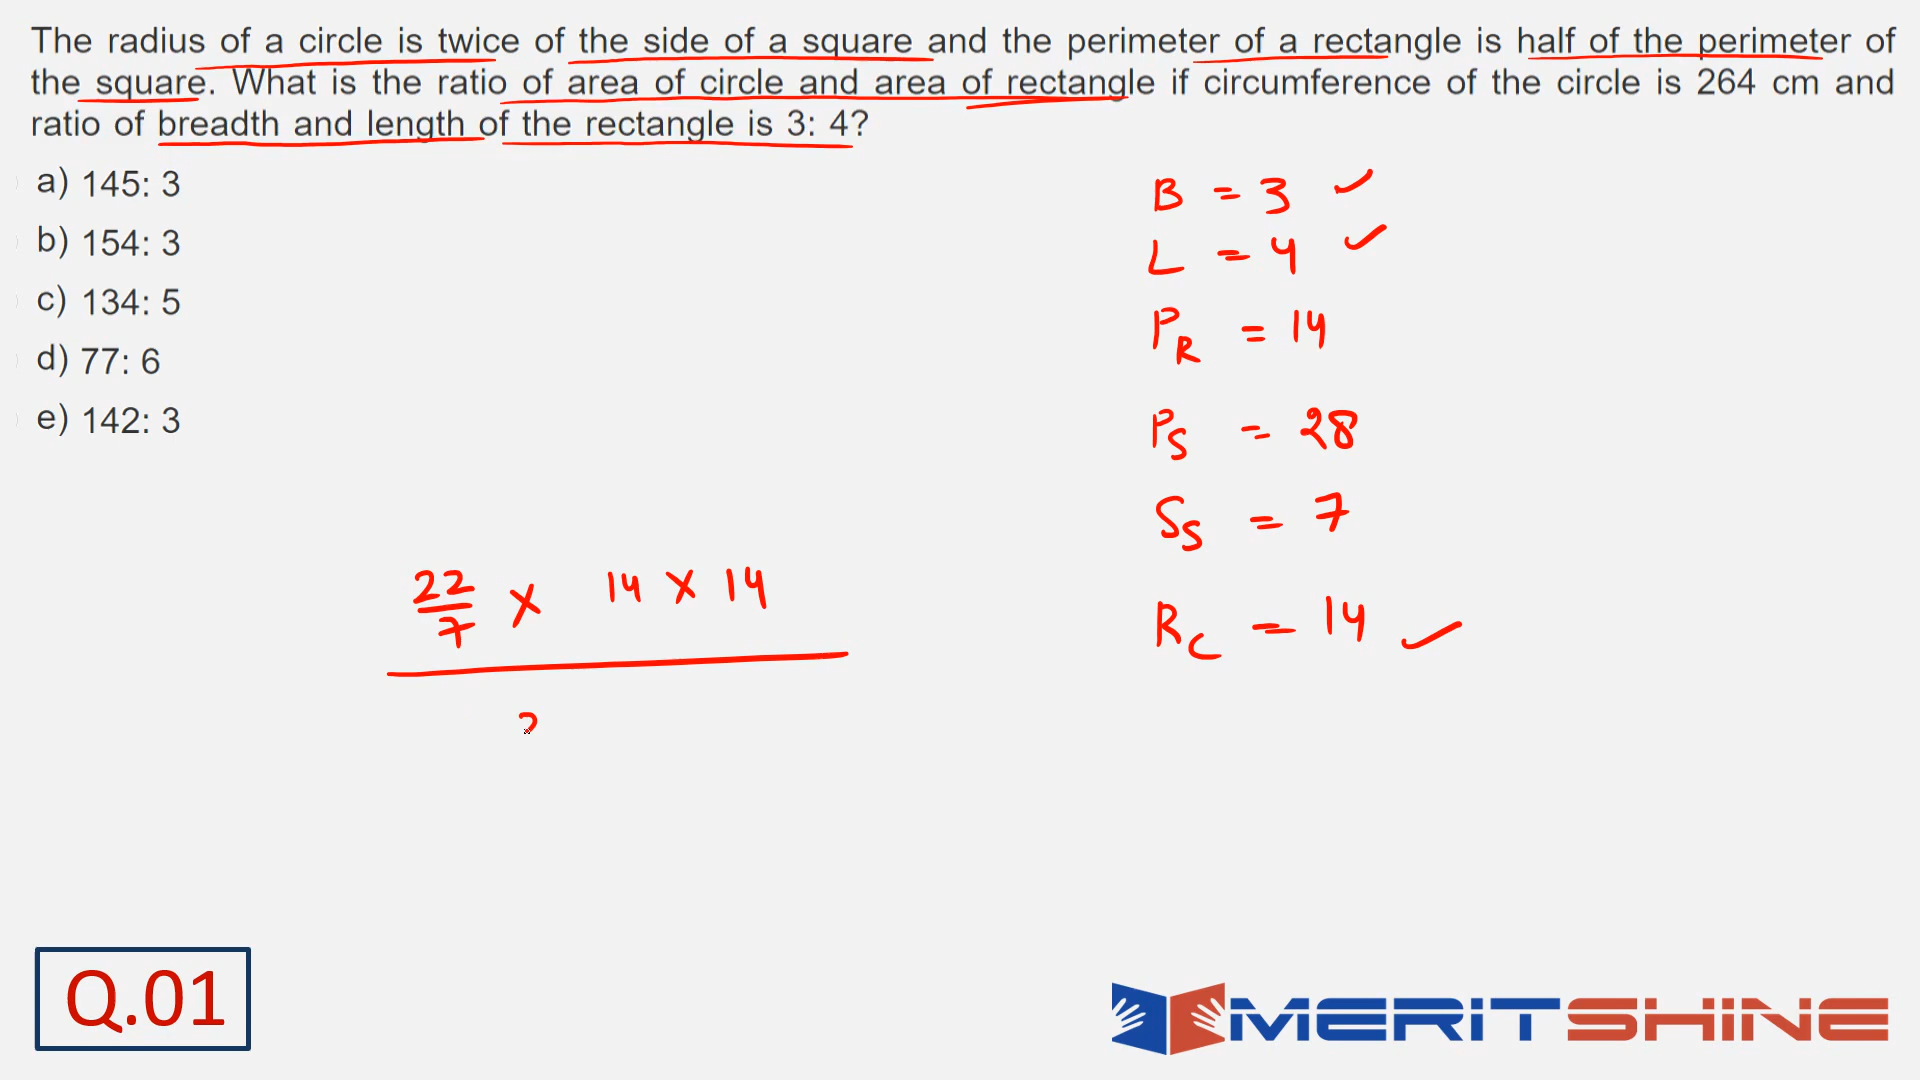 The radius of a circle is twice of the side of a square and the perimeter of a rectangle is half of the perimeter of
the square. What is the ratio of area of circle and area of rectangle if circumference of the circle is 264 cm and
ratio of breadth and length of the rectangle is 3: 4?
a) 145: 3
b) 154: 3
c) 134: 5
d) 77: 6
e) 142: 3
B = 3 ✓
L = 4 ✓
P_R = 14
P_S = 28
S_S = 7
R_C = 14 ✓
22/7 × 14 × 14
Q.01
MERITSHINE